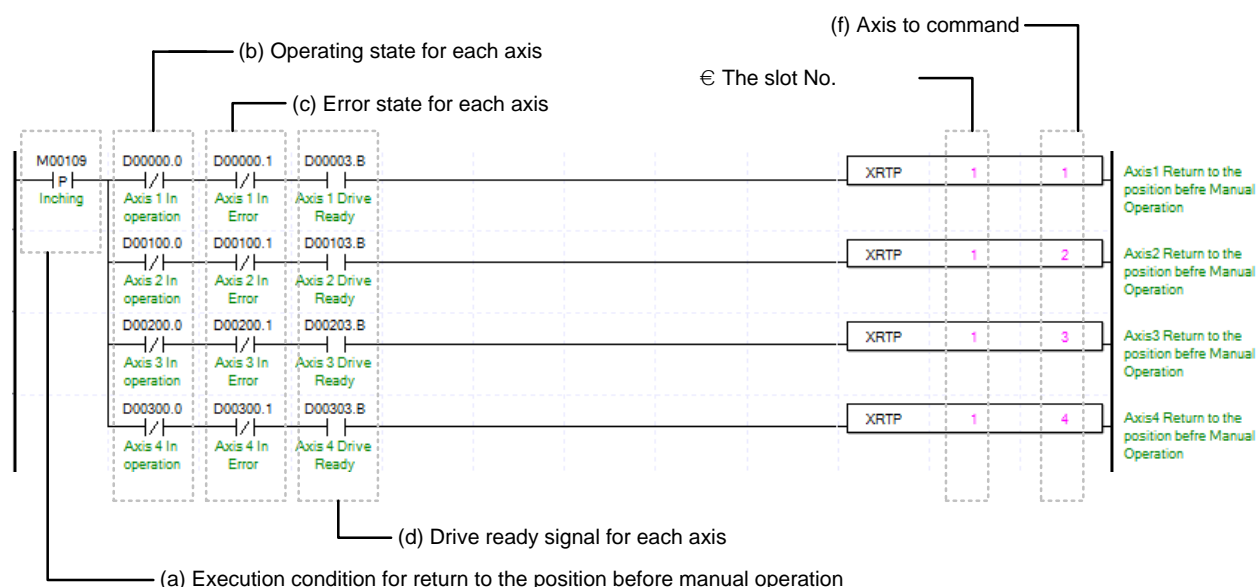 (f) Axis to command
(b) Operating state for each axis
€ The slot No.
(c) Error state for each axis
M00109 D00000.0 D00000.1 D00003.B
P
XRTP 1 1
Inching
Axis 1 In
operation
Axis 1 In
Error
Axis 1 Drive
Ready
Axis1 Return to the
position befre Manual
Operation
D00100.0 D00100.1 D00103.B
XRTP 1 2
Axis 2 In
operation
Axis 2 In
Error
Axis 2 Drive
Ready
Axis2 Return to the
position befre Manual
Operation
D00200.0 D00200.1 D00203.B
XRTP 1 3
Axis 3 In
operation
Axis 3 In
Error
Axis 3 Drive
Ready
Axis3 Return to the
position befre Manual
Operation
D00300.0 D00300.1 D00303.B
XRTP 1 4
Axis 4 In
operation
Axis 4 In
Error
Axis 4 Drive
Ready
Axis4 Return to the
position befre Manual
Operation
(d) Drive ready signal for each axis
(a) Execution condition for return to the position before manual operation